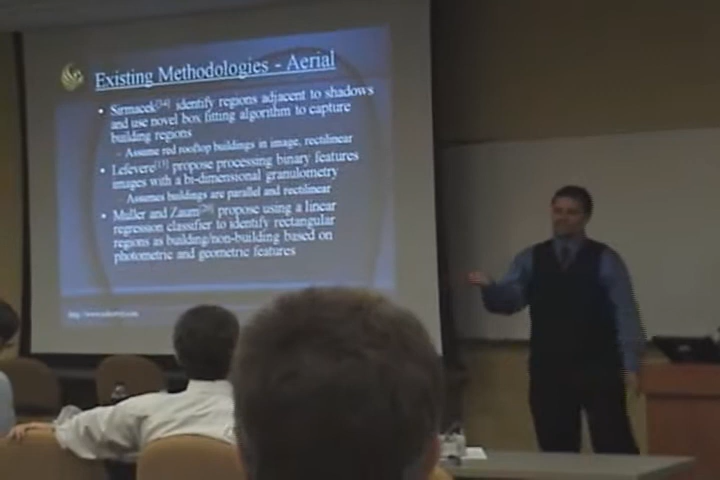 Existing Methodologies - Aerial
• Sirmacek[34] identify regions adjacent to shadows
and use novel box fitting algorithm to capture
building regions
– Assume red rooftop buildings in image, rectilinear
• Lefevere[13] propose processing binary features
images with a bi-dimensional granulometry
– Assumes buildings are parallel and rectilinear
• Muller and Zaum propose using a linear
regression classifier to identify rectangular
regions as building/non-building based on
photometric and geometric features